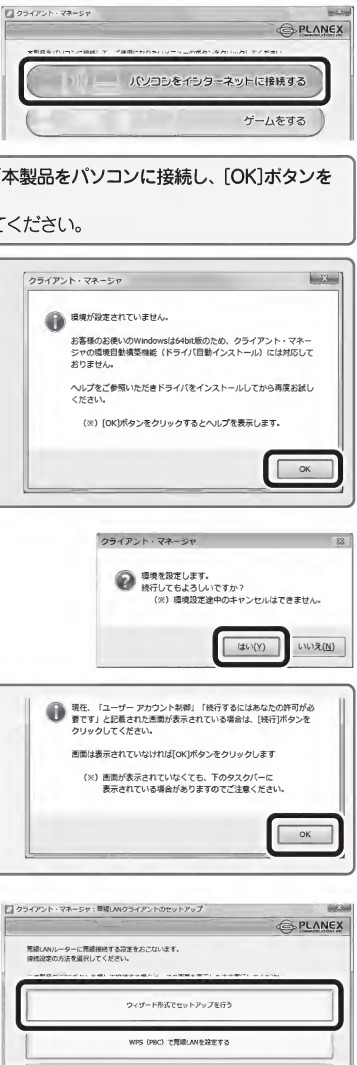 クライアント・マネージャ
PLANEX
COMMUNICATIONS INC.
パソコンをインターネットに接続する
ゲームをする
本製品をパソコンに接続し、[OK]ボタンを
てください。
クライアント・マネージャ
環境が設定されていません。
お客様のお使いのWindowsは64bit版のため、クライアント・マネー
ジャの環境自動構築機能（ドライバ自動インストール）には対応して
おりません。
ヘルプをご参照いただきドライバをインストールしてから再度お試し
ください。
（※）[OK]ボタンをクリックするとヘルプを表示します。
OK
クライアント・マネージャ
環境を設定します。
続行してもよろしいですか？
（※）環境設定途中のキャンセルはできません。
はい(Y)
いいえ(N)
現在、「ユーザー アカウント制御」「続行するにはあなたの許可が必
要です」と記載された画面が表示されている場合は、[続行]ボタンを
クリックしてください。
画面は表示されていなければ[OK]ボタンをクリックします
（※）画面が表示されていなくても、下のタスクバーに
表示されている場合がありますのでご注意ください。
OK
クライアント・マネージャ：無線LANクライアントのセットアップ
PLANEX
COMMUNICATIONS INC.
無線LANルーターに無線接続する設定をおこないます。
接続設定の方法を選択してください。
ウィザード形式でセットアップを行う
WPS（PBC）で無線LANを設定する